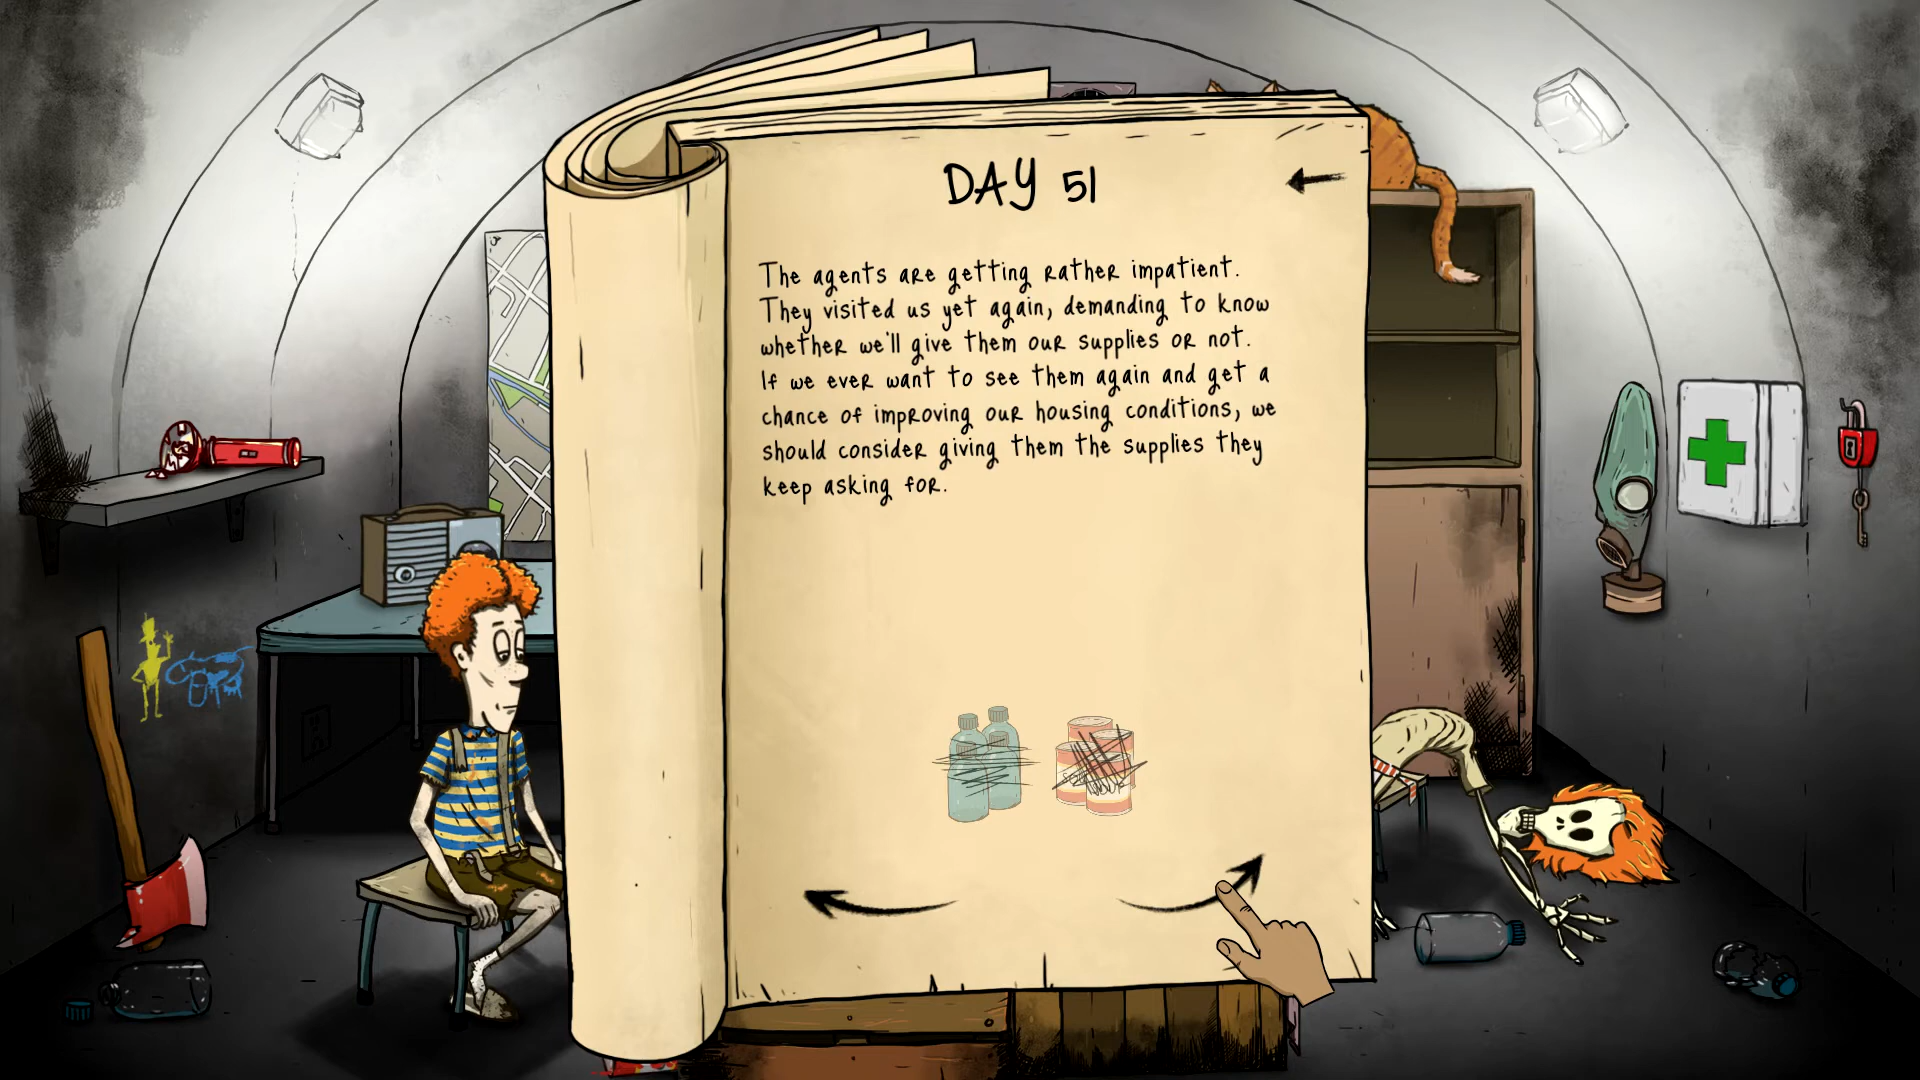 DAY 51
The agents are getting rather impatient.
They visited us yet again, demanding to know
whether we'll give them our supplies or not.
If we ever want to see them again and get a
chance of improving our housing conditions, we
should consider giving them the supplies they
keep asking for.